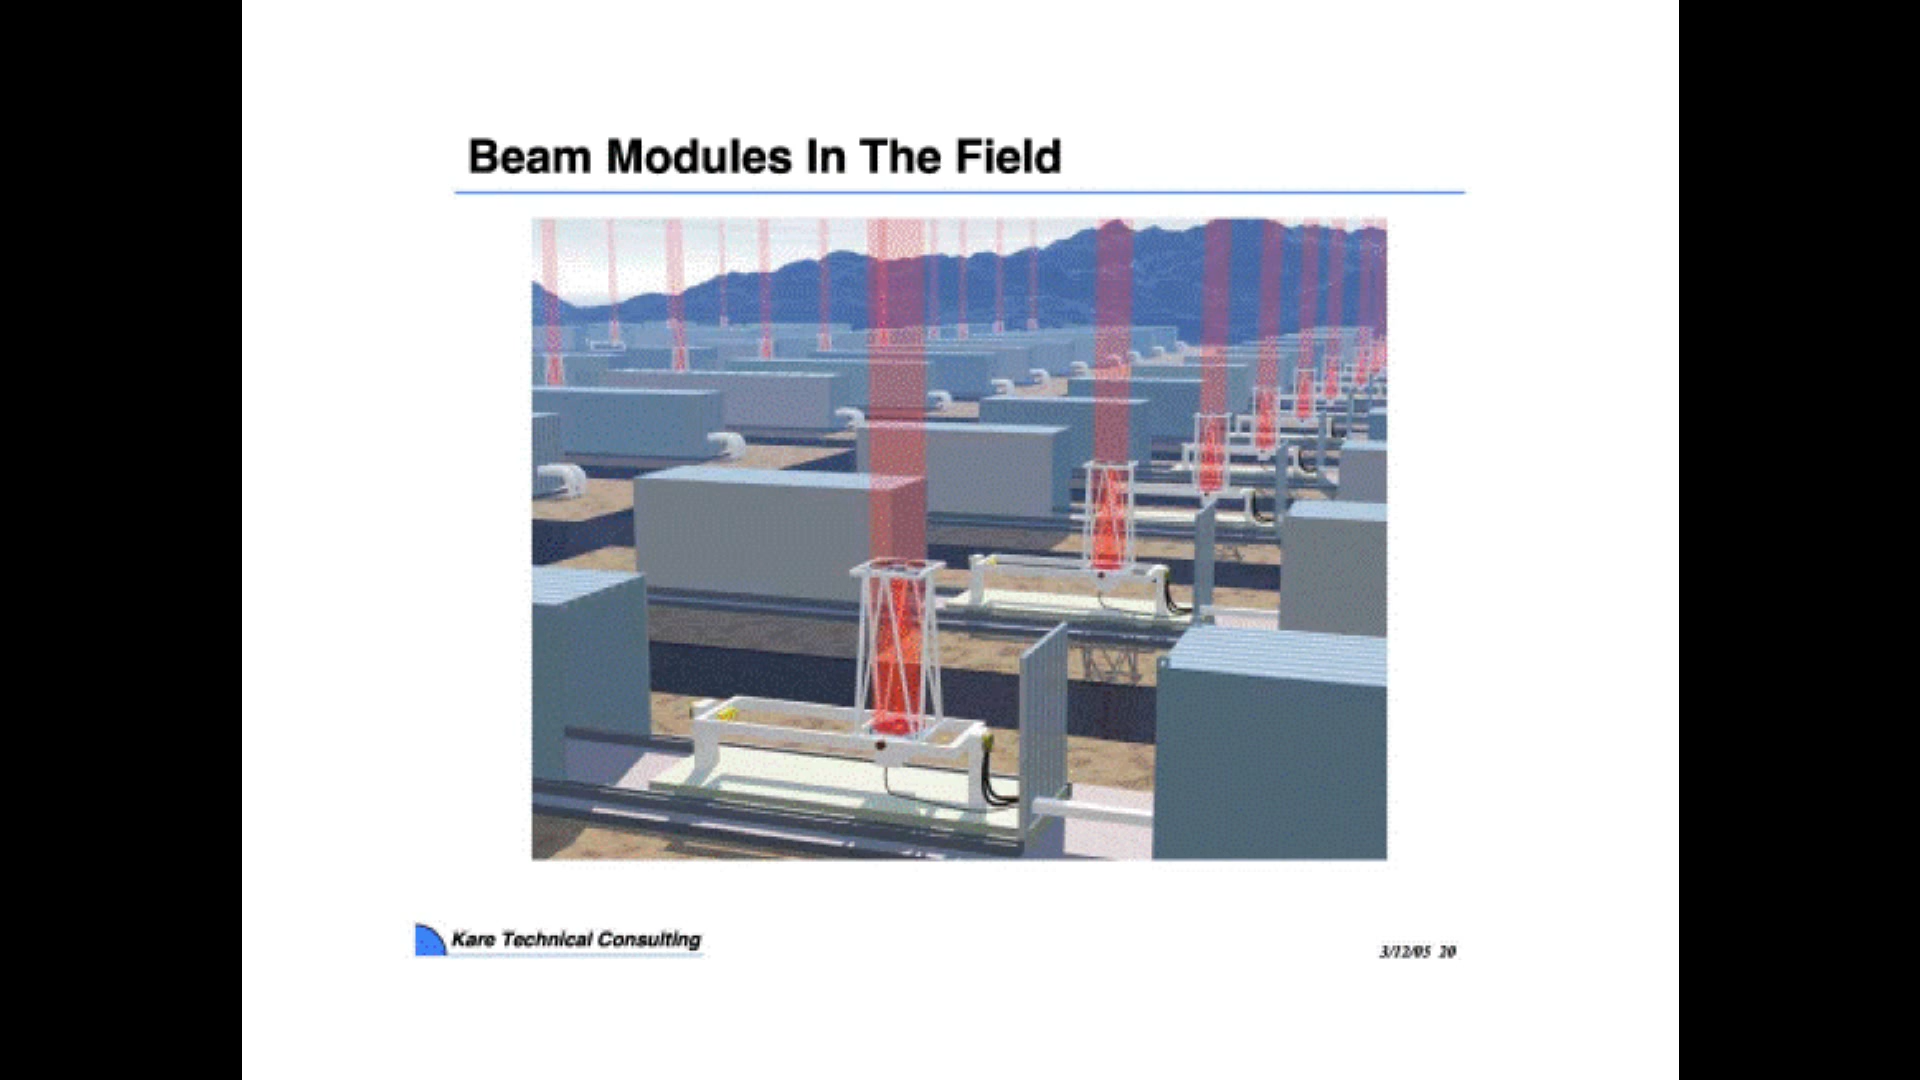 Beam Modules In The Field
Kare Technical Consulting
3/12/05 20